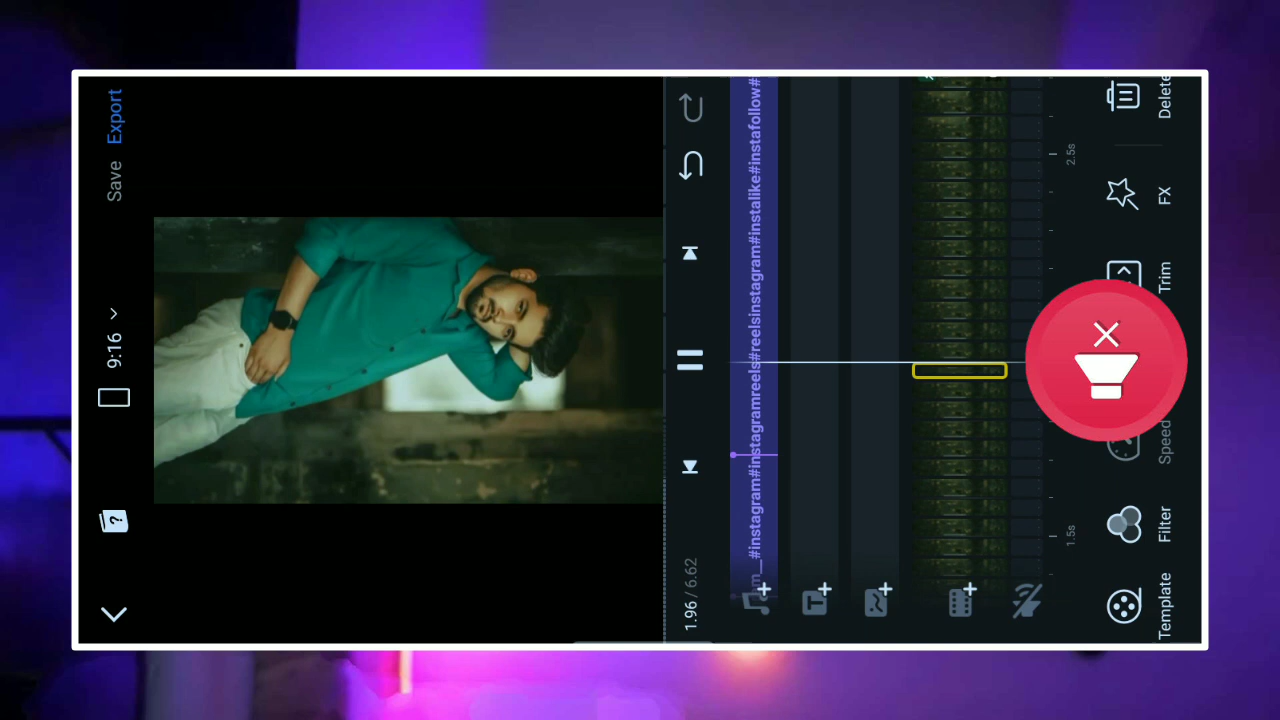 Save Export
9:16
?
1.96 / 6.62
m__#instagram#instagramreels#reelsinstagram#instalike#instafollow#
T
1.5s
2.5s
Template
Filter
Speed
Trim
FX
Delete